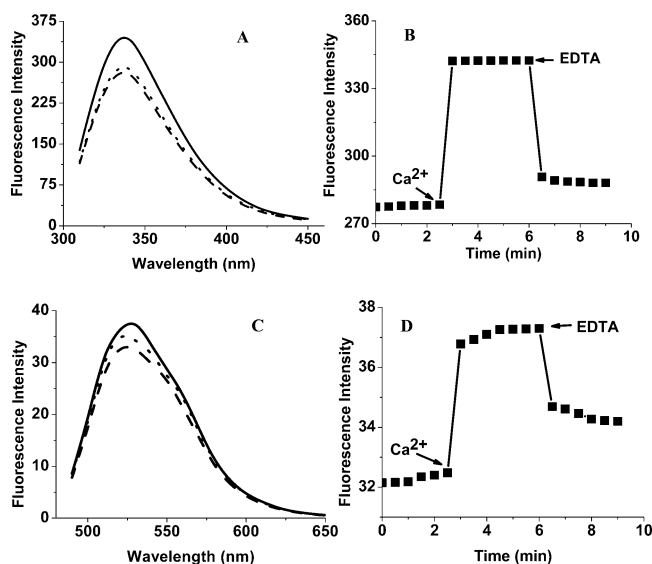 A
Fluorescence Intensity
375
300
225
150
75
0
300 350 400 450
Wavelength (nm)
B
Fluorescence Intensity
360
330
300
270
Ca2+
EDTA
0 2 4 6 8 10
Time (min)
C
Fluorescence Intensity
40
30
20
10
0
500 550 600 650
Wavelength (nm)
D
Fluorescence Intensity
38
36
34
32
Ca2+
EDTA
0 2 4 6 8 10
Time (min)